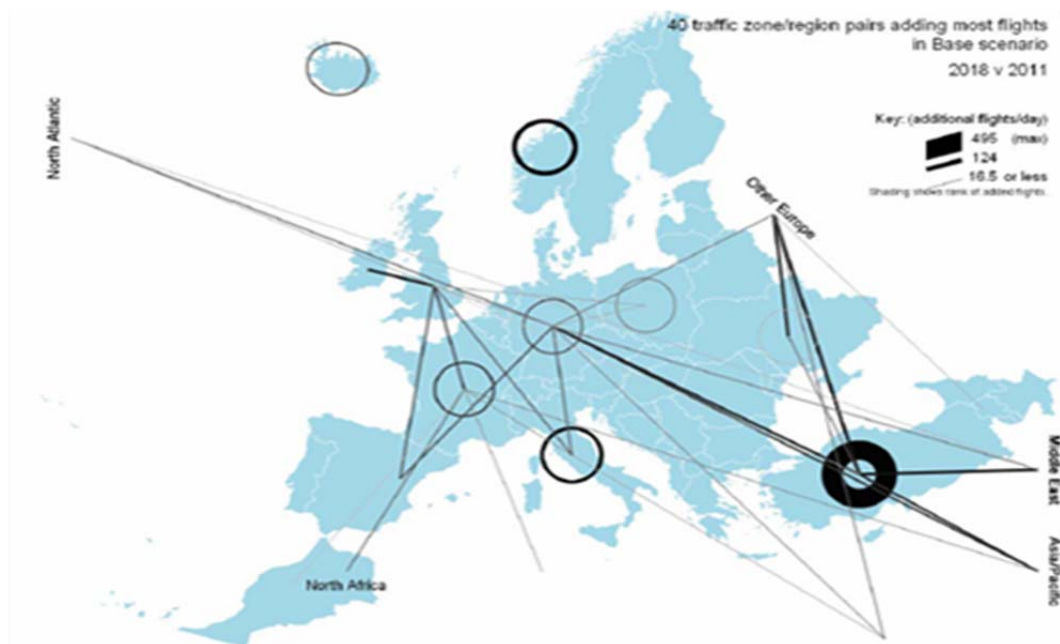 40 traffic zone/region pairs adding most flights
in Base scenario
2018 v 2011
Key: (additional flights/day)
495 (max)
124
16.5 or less
Shading shows rank of added flights.
North Atlantic
Other Europe
Middle East
Asia/Pacific
North Africa